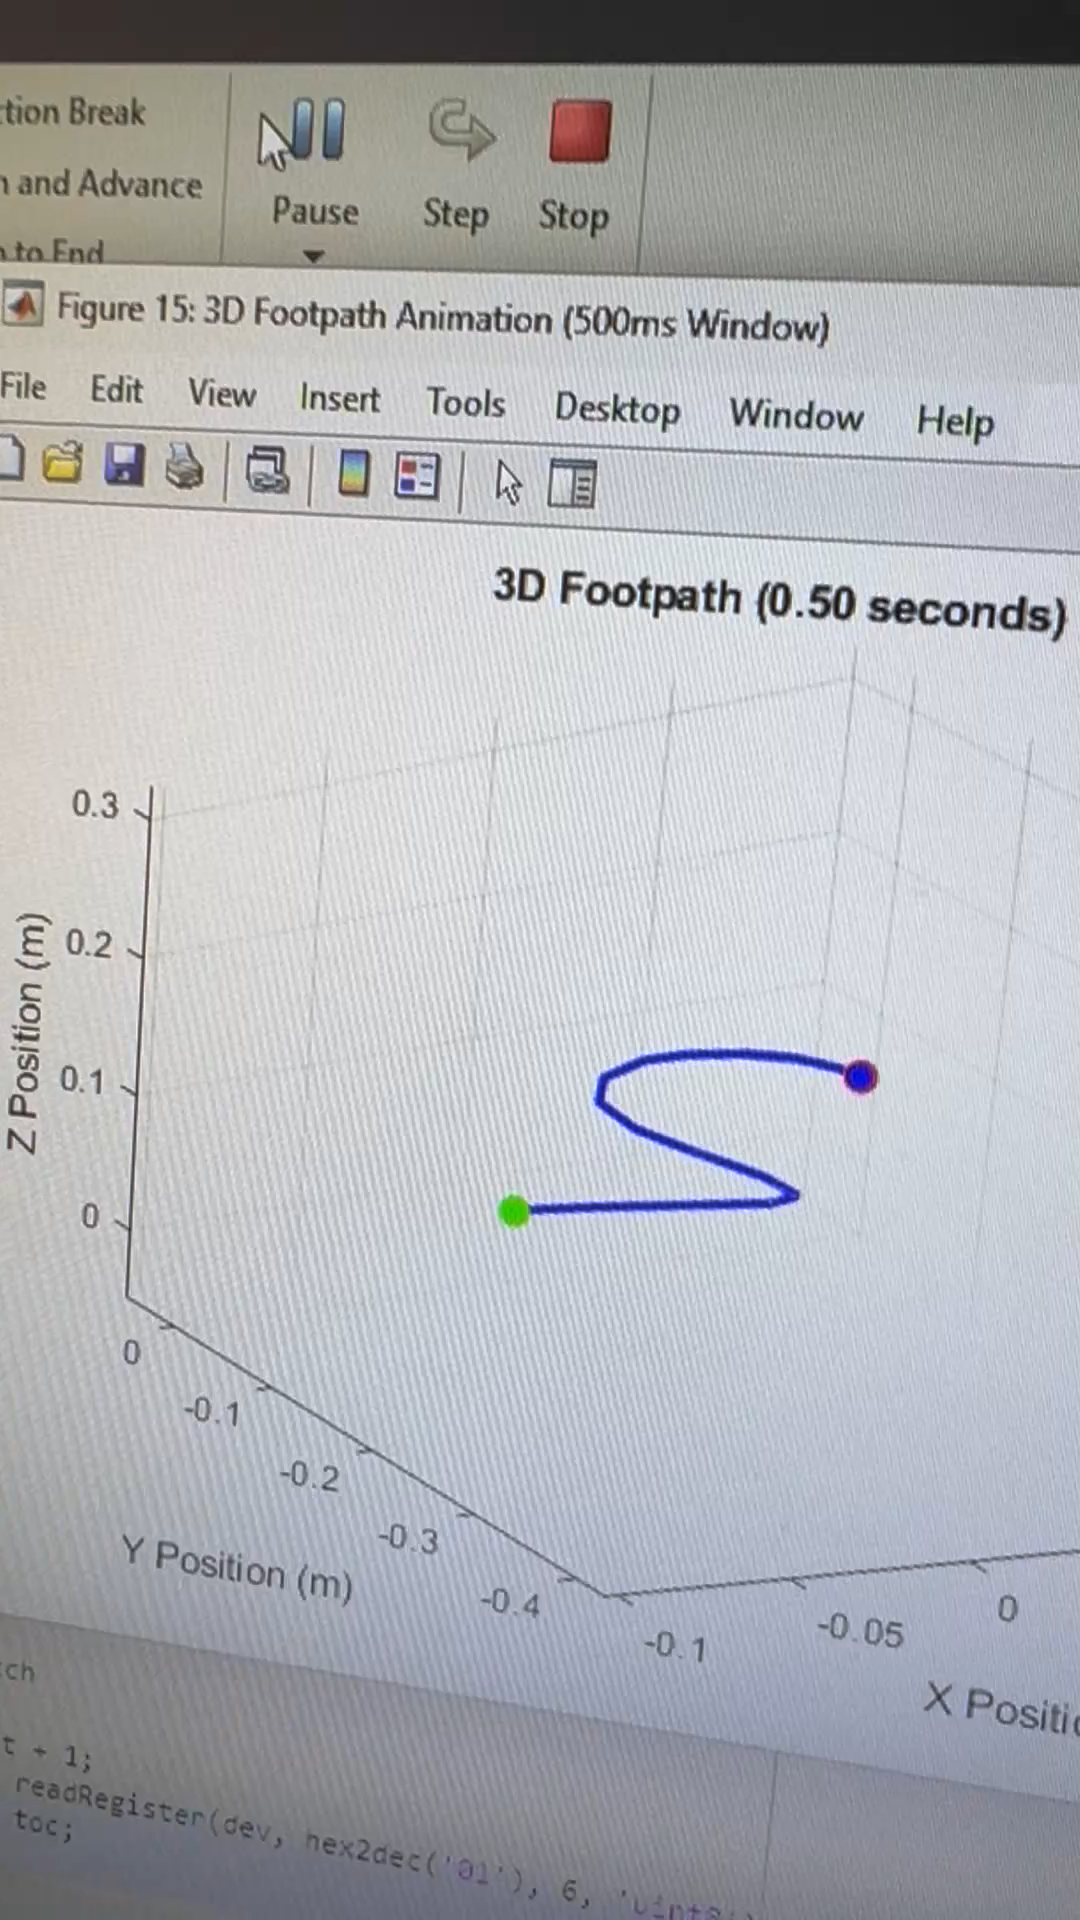 tion Break
and Advance
to End
Pause
Step
Stop
Figure 15: 3D Footpath Animation (500ms Window)
File Edit View Insert Tools Desktop Window Help
3D Footpath (0.50 seconds)
0.3
0.2
0.1
0
Z Position (m)
0
-0.1
-0.2
-0.3
-0.4
Y Position (m)
-0.1
-0.05
0
X Positi
tch
t + 1;
readRegister(dev, hex2dec('01'), 6, 'uint8'
toc;